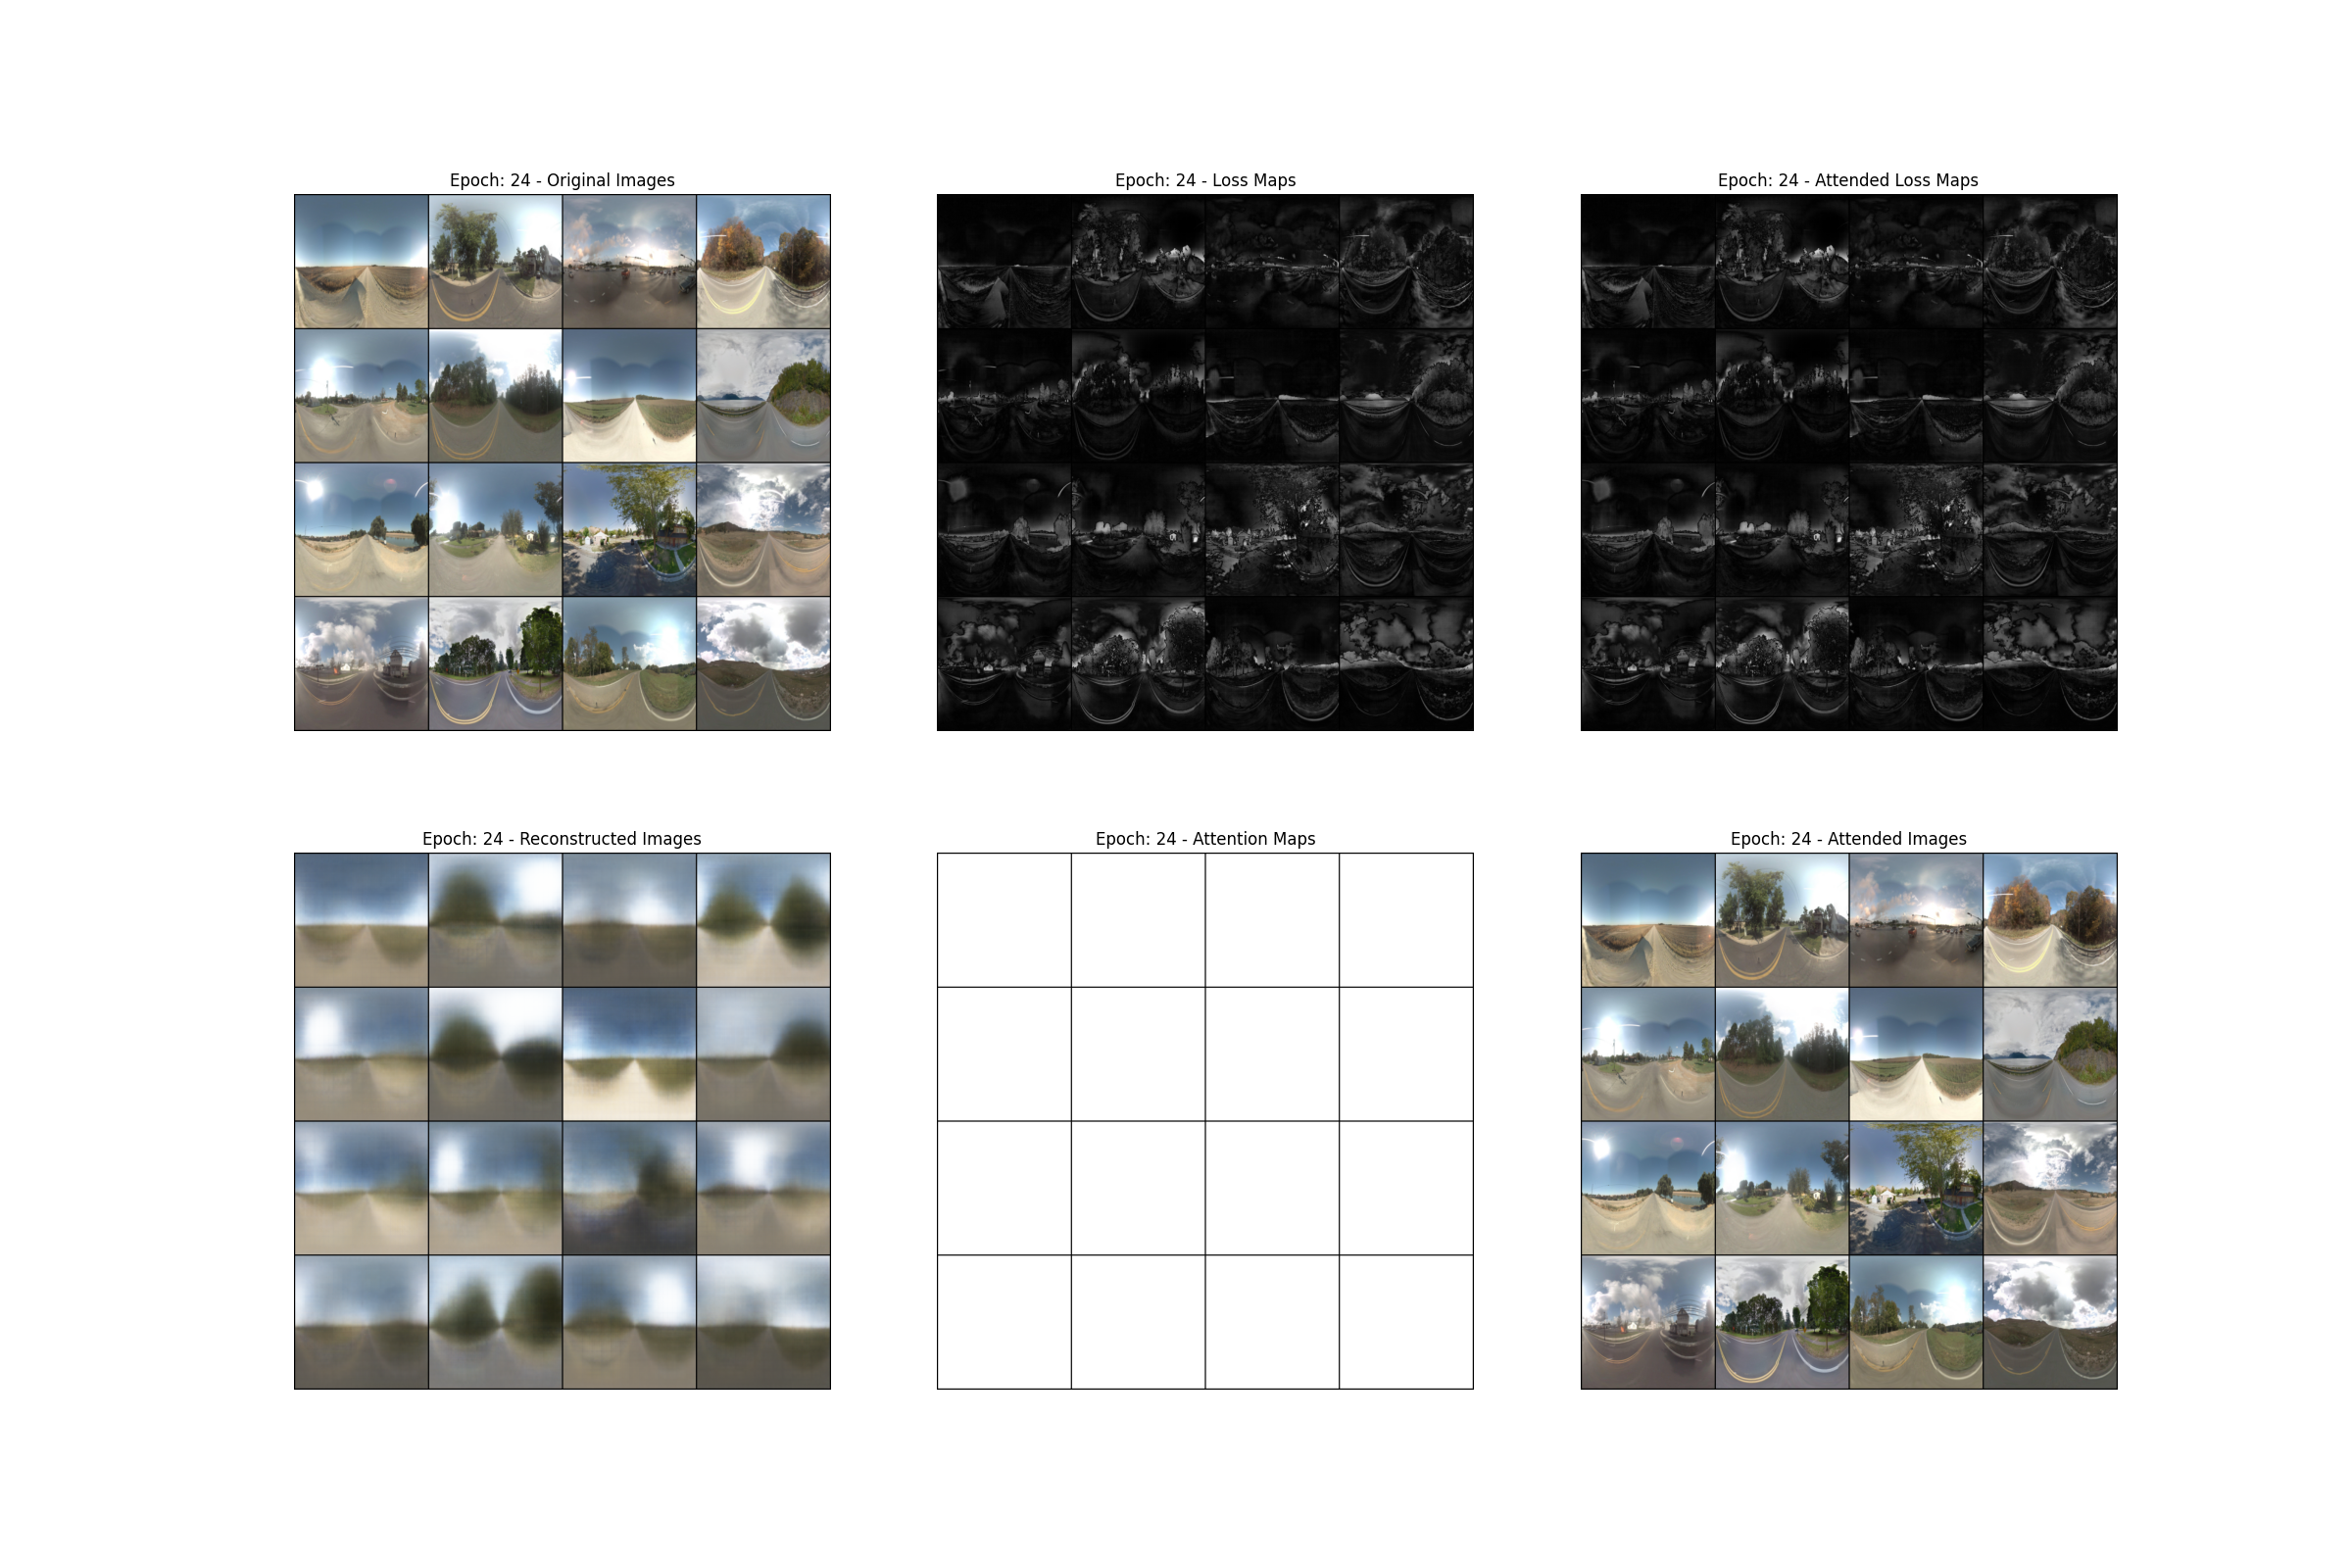 Epoch: 24 - Original Images
Epoch: 24 - Loss Maps
Epoch: 24 - Attended Loss Maps
Epoch: 24 - Reconstructed Images
Epoch: 24 - Attention Maps
Epoch: 24 - Attended Images